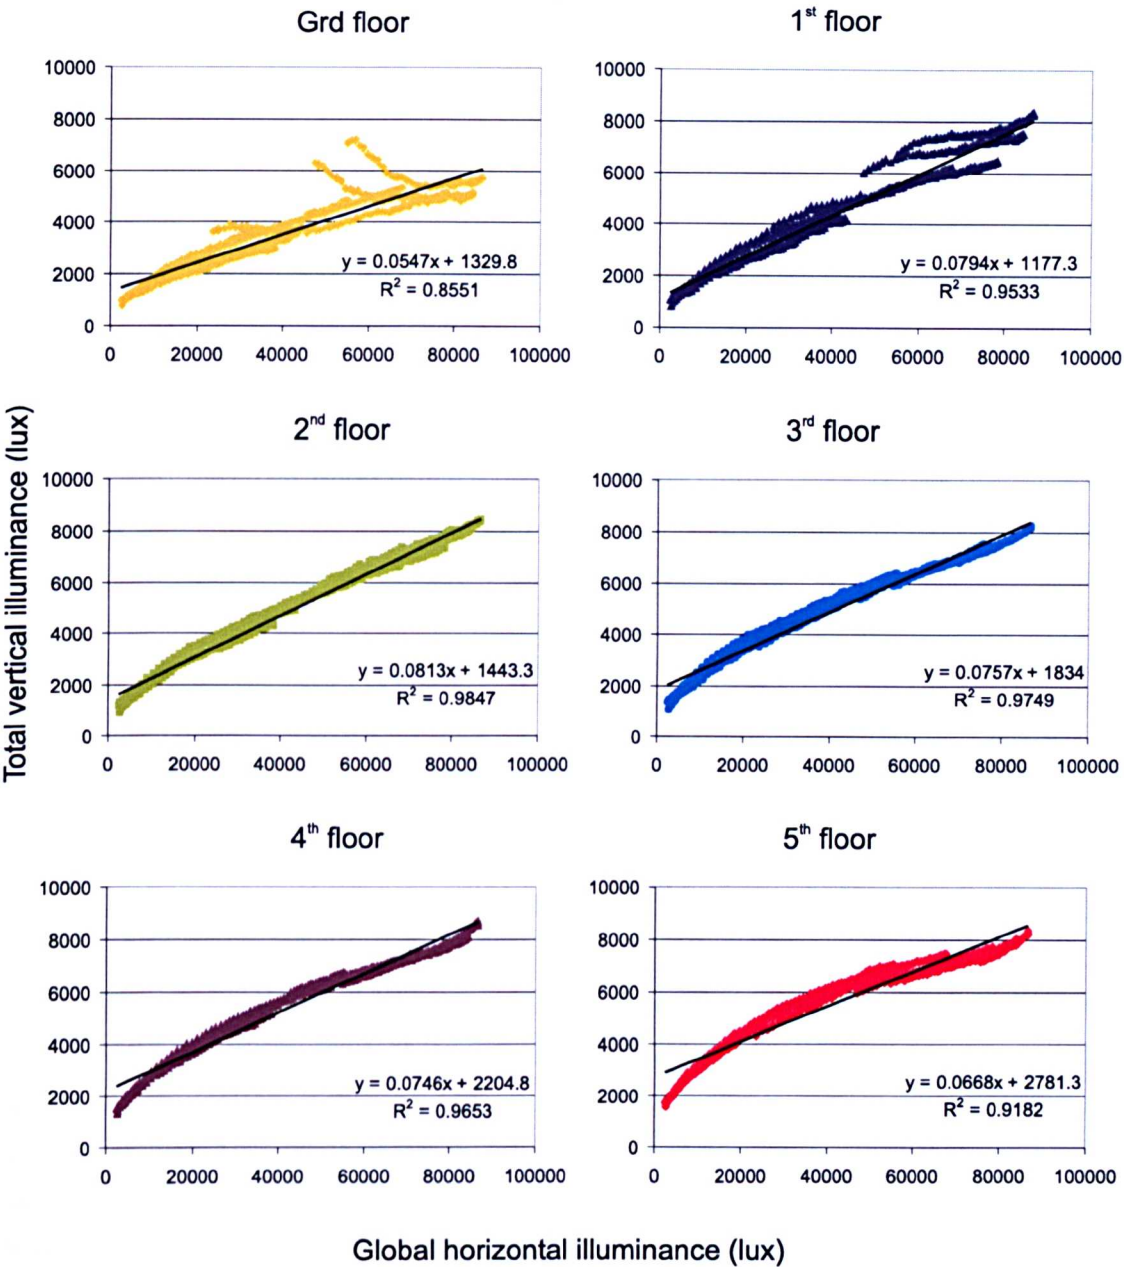 Grd floor
10000
8000
6000
4000
2000
0
y = 0.0547x + 1329.8
R² = 0.8551
0 20000 40000 60000 80000 100000
1st floor
10000
8000
6000
4000
2000
0
y = 0.0794x + 1177.3
R² = 0.9533
0 20000 40000 60000 80000 100000
Total vertical illuminance (lux)
2nd floor
10000
8000
6000
4000
2000
0
y = 0.0813x + 1443.3
R² = 0.9847
0 20000 40000 60000 80000 100000
3rd floor
10000
8000
6000
4000
2000
0
y = 0.0757x + 1834
R² = 0.9749
0 20000 40000 60000 80000 100000
4th floor
10000
8000
6000
4000
2000
0
y = 0.0746x + 2204.8
R² = 0.9653
0 20000 40000 60000 80000 100000
5th floor
10000
8000
6000
4000
2000
0
y = 0.0668x + 2781.3
R² = 0.9182
0 20000 40000 60000 80000 100000
Global horizontal illuminance (lux)